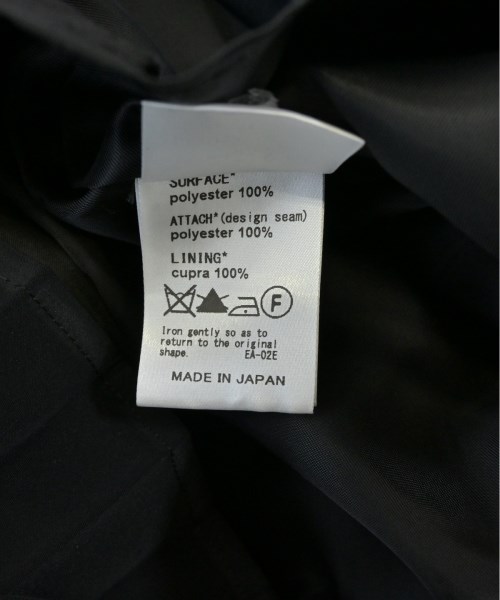 SURFACE*
polyester 100%
ATTACH*(design seam)
polyester 100%
LINING*
cupra 100%
F
Iron gently so as to
return to the original
shape. EA-02E
MADE IN JAPAN